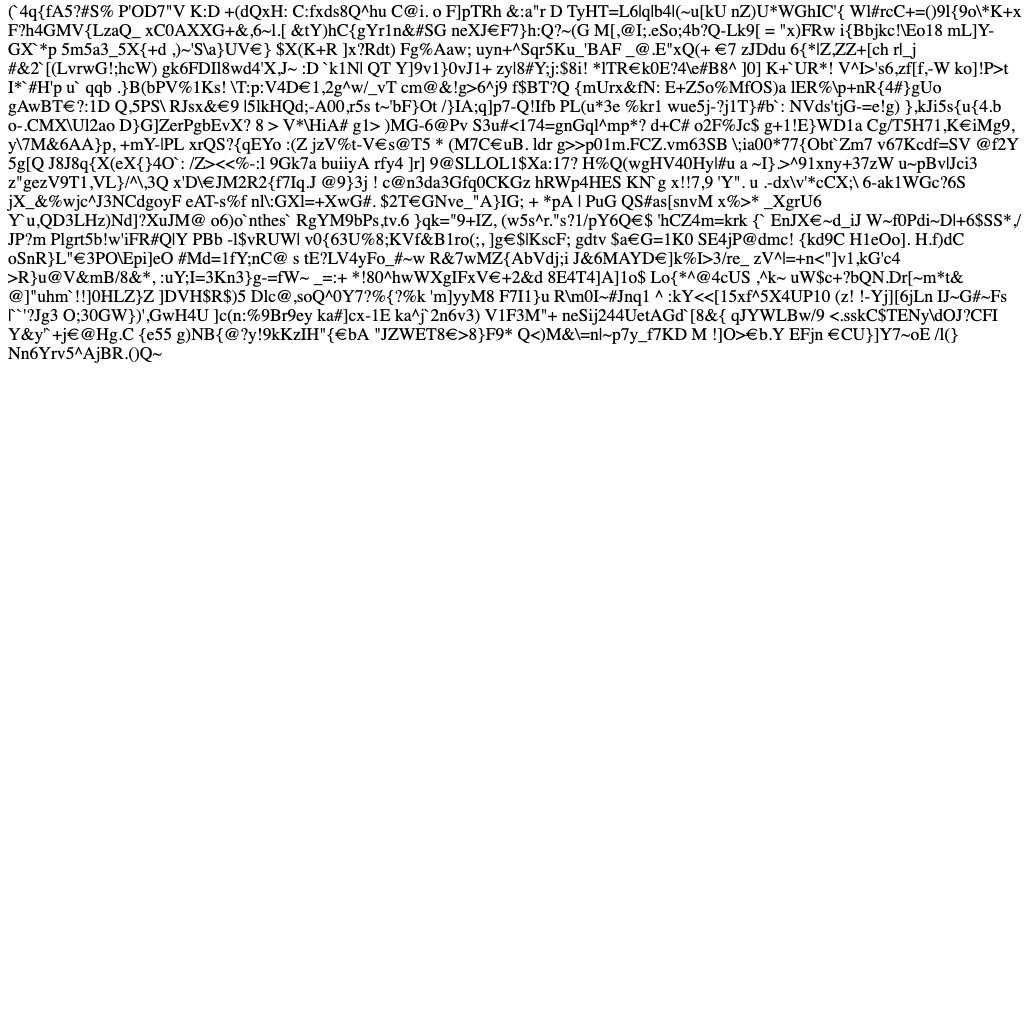 (`4q{fA5?#S% P'OD7"V K:D +(dQxH: C:fxds8Q^hu C@i. o F]pTRh &:a"r D TyHT=L6|q|b4|(~u[kU nZ)U*WGhIC'{ Wl#rcC+=()9l{9o\*K+x
F?h4GMV{LzaQ_ xC0AXXG+&,6~l.[ &tY)hC{gYr1n&#SG neXJ€F7}h:Q?~(G M[,@I;.eSo;4b?Q-Lk9[ = "x)FRw i{Bbjkc!\Eo18 mL]Y-
GX`*p 5m5a3_5X{+d ,)~'S\a}UV€} $X(K+R ]x?Rdt) Fg%Aaw; uyn+^Sqr5Ku_'BAF _@.E"xQ(+ €7 zJDdu 6{*|Z,ZZ+[ch r|_j
#&2`[(LvrwG!;hcW) gk6FDIl8wd4'X,J~ :D `k1N| QT Y]9v1}0vJ1+ zy|8#Y;j:$8i! *lTR€k0E?4\e#B8^ ]0] K+`UR*! V^I>'s6,zf[f,-W ko]!P>t
I*`#H'p u` qqb .}B(bPV%1Ks! \T:p:V4D€1,2g^w/_vT cm@&!g>6^j9 f$BT?Q {mUrx&fN: E+Z5o%MfOS)a lER%\p+nR{4#}gUo
gAwBT€?:1D Q,5PS\ RJsx&€9 l5lkHQd;-A00,r5s t~'bF}Ot /}IA;q]p7-Q!Ifb PL(u*3e %kr1 wue5j-?j1T}#b`: NVds'tjG-=e!g) },kJi5s{u{4.b
o-.CMX\Ul2ao D}G]ZerPgbEvX? 8 > V*\HiA# g1> )MG-6@Pv S3u#<174=gnGql^mp*? d+C# o2F%Jc$ g+1!E}WD1a Cg/T5H71,K€iMg9,
y\7M&6AA}p, +mY-|PL xrQS?{qEYo :(Z jzV%t-V€s@T5 * (M7C€uB. ldr g>>p01m.FCZ.vm63SB \;ia00*77{Obt`Zm7 v67Kcdf=SV @f2Y
5g[Q J8J8q{X(eX{}4O`: /Z><<%-:l 9Gk7a buiiyA rfy4 ]r] 9@SLLOL1$Xa:17? H%Q(wgHV40Hy|#u a ~I}.>^91xny+37zW u~pBv|Jci3
z"gezV9T1,VL}/^\,3Q x'D\€JM2R2{f7Iq.J @9}3j ! c@n3da3Gfq0CKGz hRWp4HES KN`g x!!7,9 'Y". u .-dx\v'*cCX;\ 6-ak1WGc?6S
jX_&%wjc^J3NCdgoyF eAT-s%f nl\:GXl=+XwG#. $2T€GNve_"A}IG; + *pA | PuG QS#as[snvM x%>* _XgrU6
Y`u,QD3LHz)Nd]?XuJM@ o6)o`nthes` RgYM9bPs,tv.6 }qk="9+IZ, (w5s^r."s?1/pY6Q€$ 'hCZ4m=krk {` EnJX€~d_iJ W~f0Pdi~D|+6$SS*,/
JP?m Plgrt5b!w'iFR#Q|Y PBb -l$vRUW| v0{63U%8;KVf&B1ro(;, ]g€$|KscF; gdtv $a€G=1K0 SE4jP@dmc! {kd9C H1eOo]. H.f)dC
oSnR}L"€3PO\Epi]eO #Md=1fY;nC@ s tE?LV4yFo_#~w R&7wMZ{AbVdj;i J&6MAYD€]k%I>3/re_ zV^|=+n<"]v1,kG'c4
>R}u@V&mB/8&*, :uY;I=3Kn3}g-=fW~ _=:+ *!80^hwWXgIFxV€+2&d 8E4T4]A]1o$ Lo{*^@4cUS ,^k~ uW$c+?bQN.Dr[~m*t&
@]"uhm`!!]0HLZ}Z ]DVH$R$)5 Dlc@,soQ^0Y7?%{?%k 'm]yyM8 F7I1}u R\m0I~#Jnq1 ^ :kY<<[15xf^5X4UP10 (z! !-Yj][6jLn IJ~G#~Fs
|`'?Jg3 O;30GW})',GwH4U ]c(n:%9Br9ey ka#]cx-1E ka^j`2n6v3) V1F3M"+ neSij244UetAGd`[8&{ qJYWLBw/9 <.sskC$TENy\dOJ?CFI
Y&y'`+j€@Hg.C {e55 g)NB{@?y!9kKzIH"{€bA "JZWET8€>8}F9* Q<)M&\=nl~p7y_f7KD M !]O>€b.Y EFjn €CU}]Y7~oE /l(}
Nn6Yrv5^AjBR.()Q~